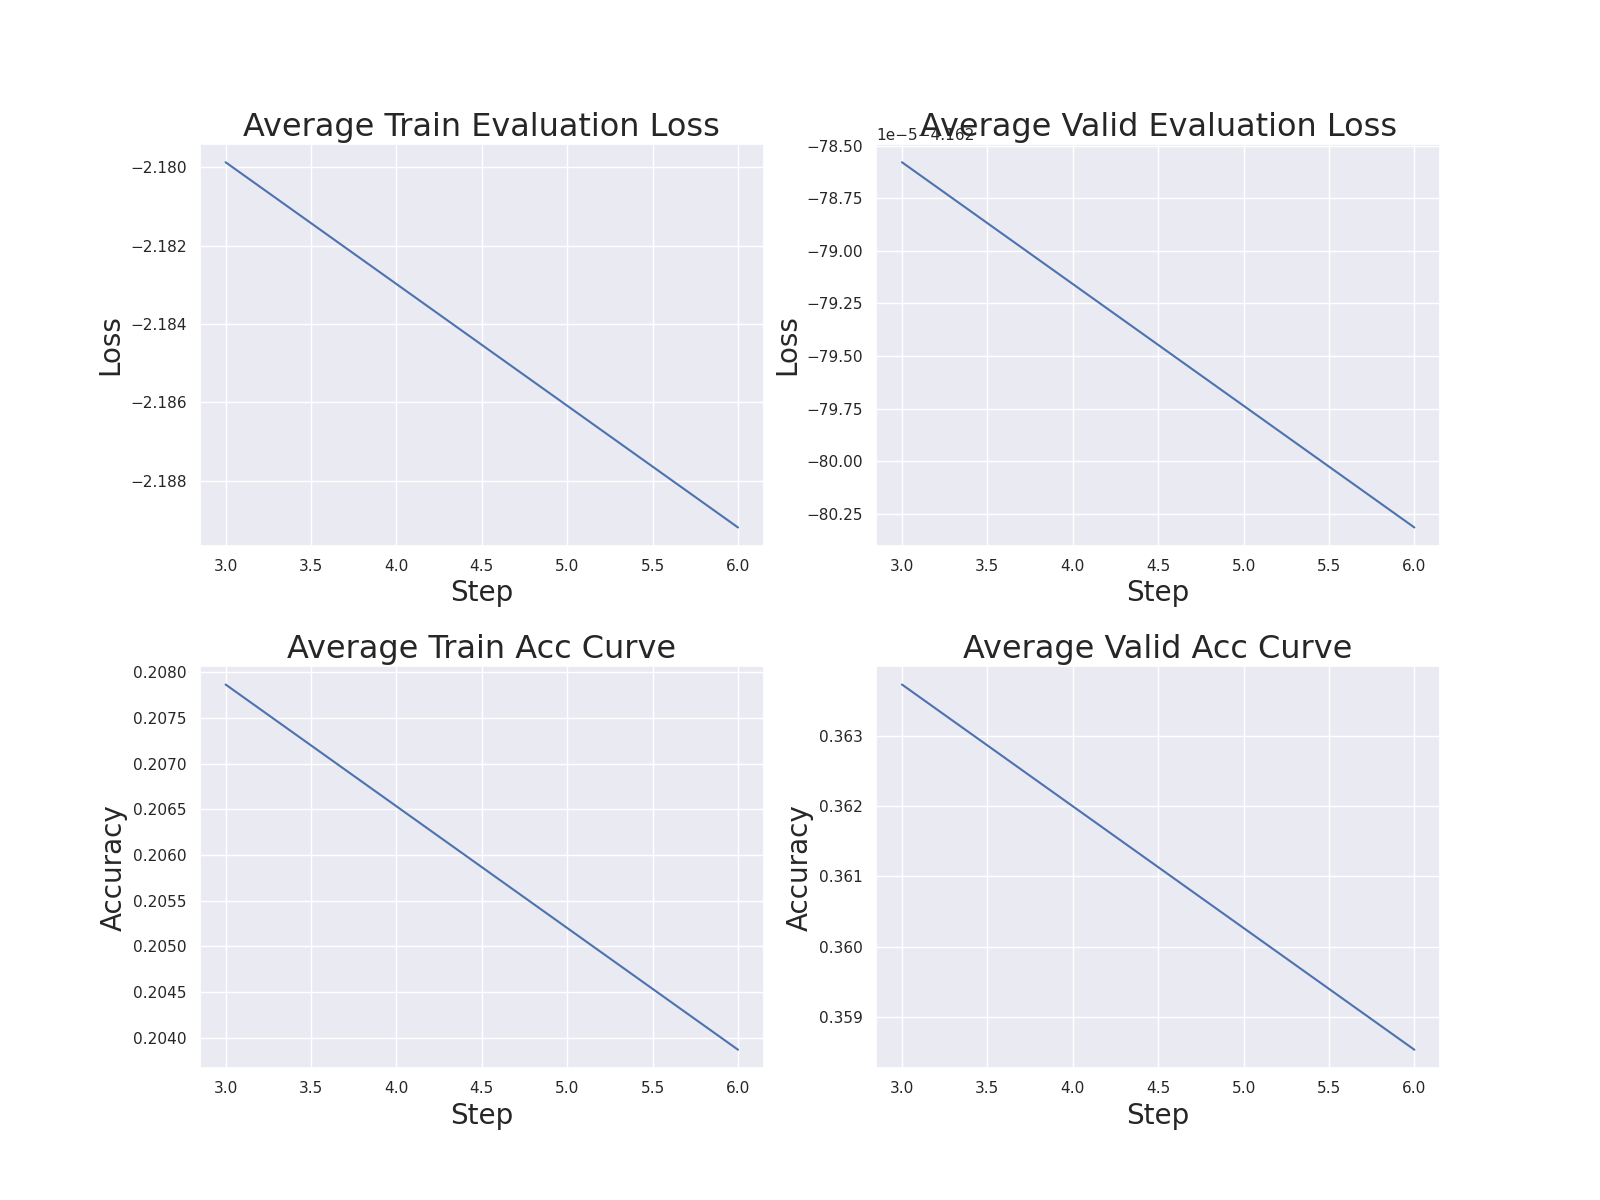 Average Train Evaluation Loss
−2.180
−2.182
−2.184
−2.186
−2.188
Loss
3.0 3.5 4.0 4.5 5.0 5.5 6.0
Step
Average Valid Evaluation Loss
1e−5−4.162
−78.50
−78.75
−79.00
−79.25
−79.50
−79.75
−80.00
−80.25
Loss
3.0 3.5 4.0 4.5 5.0 5.5 6.0
Step
Average Train Acc Curve
0.2080
0.2075
0.2070
0.2065
0.2060
0.2055
0.2050
0.2045
0.2040
Accuracy
3.0 3.5 4.0 4.5 5.0 5.5 6.0
Step
Average Valid Acc Curve
0.363
0.362
0.361
0.360
0.359
Accuracy
3.0 3.5 4.0 4.5 5.0 5.5 6.0
Step